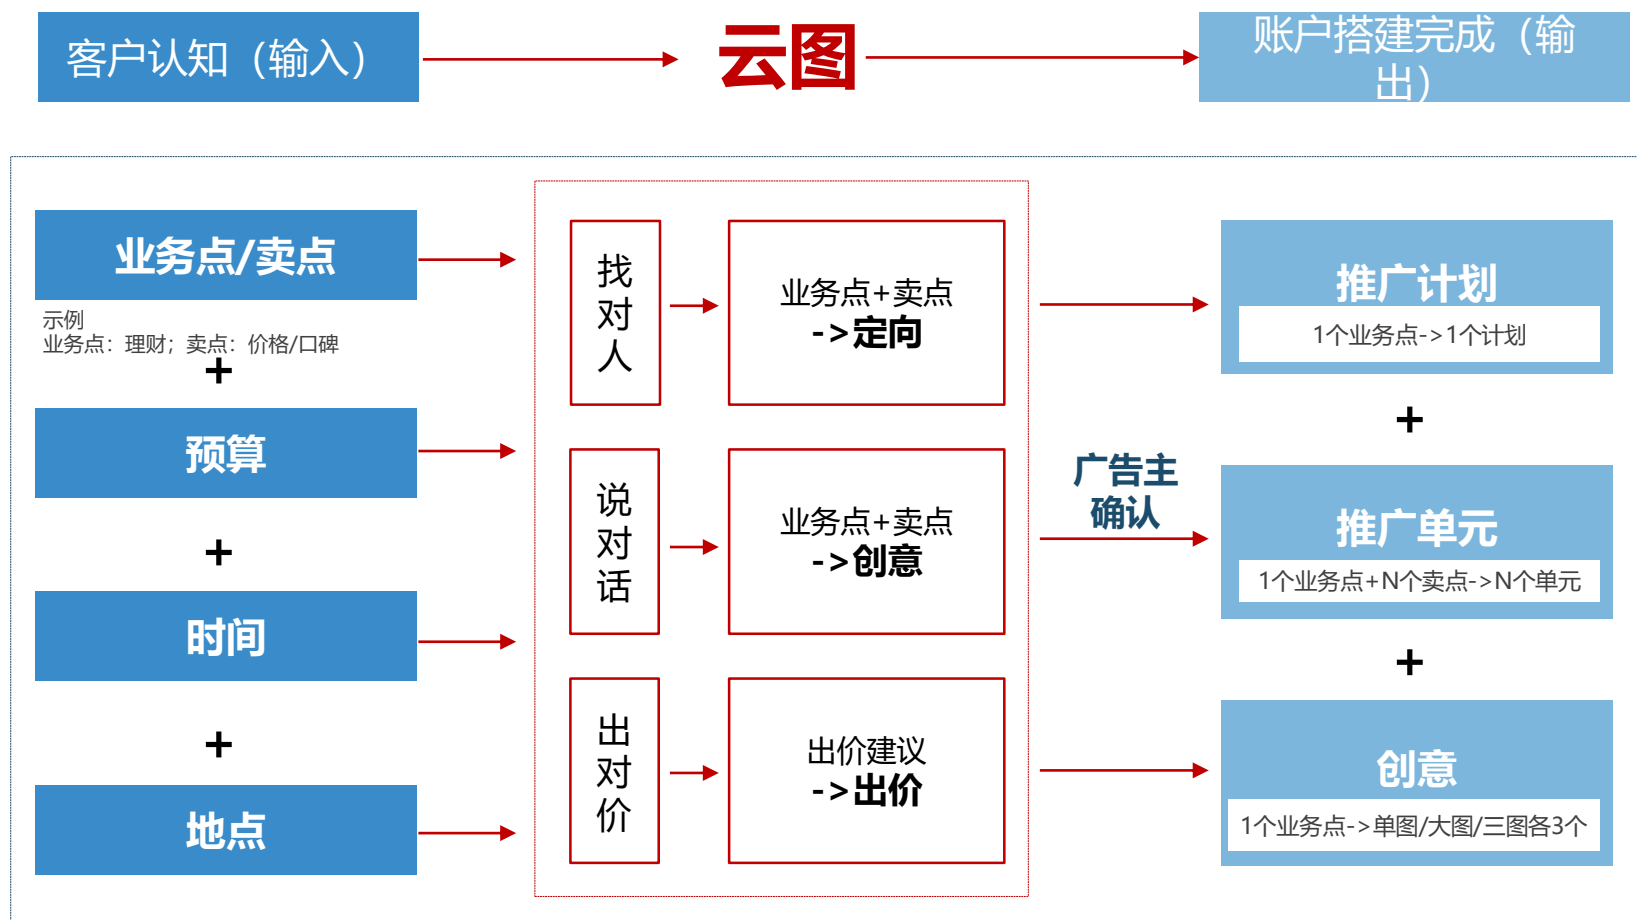 客户认知（输入）
云图
账户搭建完成（输
出）
业务点/卖点
示例
业务点：理财；卖点：价格/口碑
+
预算
+
时间
+
地点
找
对
人
业务点+卖点
->定向
说
对
话
业务点+卖点
->创意
出
对
价
出价建议
->出价
广告主
确认
推广计划
1个业务点->1个计划
+
推广单元
1个业务点+N个卖点->N个单元
+
创意
1个业务点->单图/大图/三图各3个